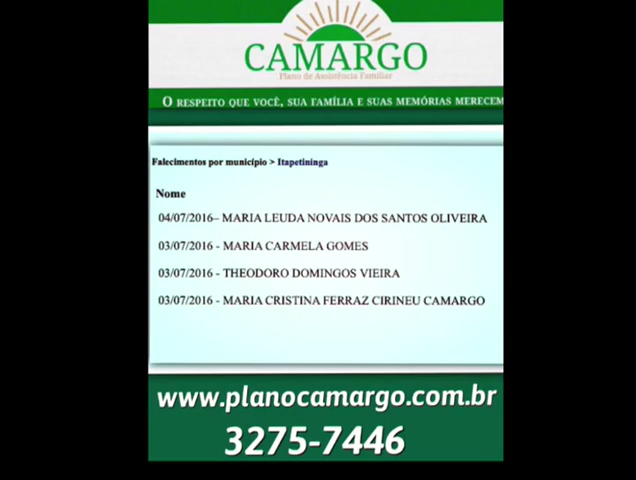 CAMARGO
Plano de Assistência Familiar
O RESPEITO QUE VOCÊ, SUA FAMÍLIA E SUAS MEMÓRIAS MERECEM
Falecimentos por município > Itapetininga
Nome
04/07/2016– MARIA LEUDA NOVAIS DOS SANTOS OLIVEIRA
03/07/2016 - MARIA CARMELA GOMES
03/07/2016 - THEODORO DOMINGOS VIEIRA
03/07/2016 - MARIA CRISTINA FERRAZ CIRINEU CAMARGO
www.planocamargo.com.br
3275-7446